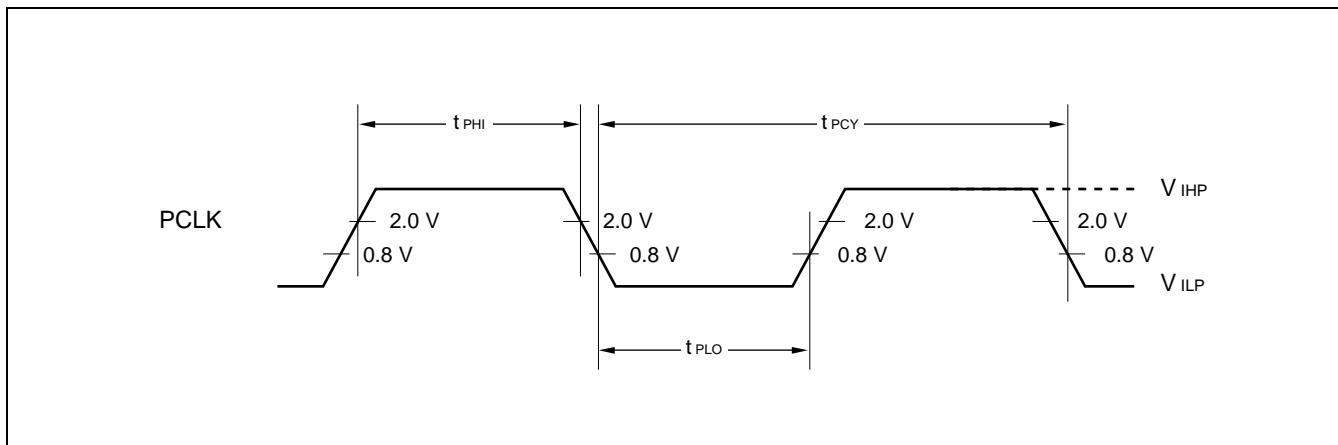 t PHI
t PCY
V IHP
PCLK
2.0 V
2.0 V
2.0 V
2.0 V
0.8 V
0.8 V
0.8 V
0.8 V
V ILP
t PLO